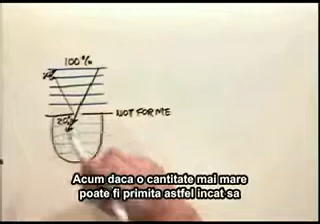 100%
20%
NOT FOR ME
Acum daca o cantitate mai mare
poate fi primita astfel incat sa